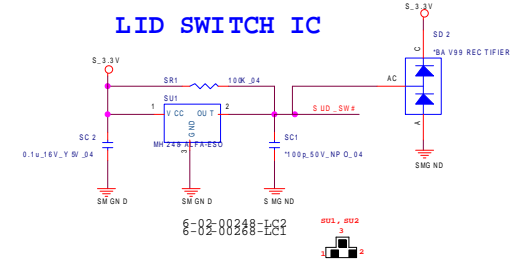 LID SWITCH IC
S_3.3V
SD2
*BAV99 RECTIFIER
C
AC
A
SMGND
S_3.3V
SR1
100K_04
SU1
1
VCC
OUT
2
GND
3
MH248-ALFA-ESO
SUD_SW#
SC2
0.1u_16V_Y5V_04
SC1
*100p_50V_NPO_04
SMGND
SMGND
SMGND
6-02-00248-LC2
6-02-00268-LC1
SU1, SU2
3
1
2